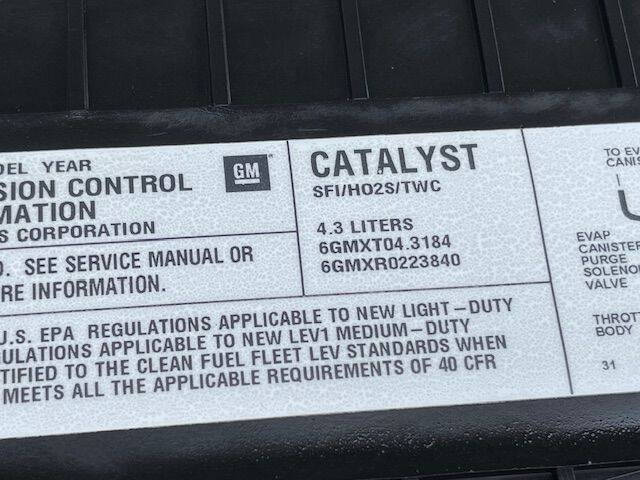 DEL YEAR
SION CONTROL
MATION
S CORPORATION
GM
SEE SERVICE MANUAL OR
RE INFORMATION.
CATALYST
SFI/HO2S/TWC
4.3 LITERS
6GMXT04.3184
6GMXR0223840
U.S. EPA REGULATIONS APPLICABLE TO NEW LIGHT-DUTY
GULATIONS APPLICABLE TO NEW LEV1 MEDIUM-DUTY
TIFIED TO THE CLEAN FUEL FLEET LEV STANDARDS WHEN
MEETS ALL THE APPLICABLE REQUIREMENTS OF 40 CFR
TO EV
CANIS
EVAP
CANISTER
PURGE
SOLENO
VALVE
THROTT
BODY
31